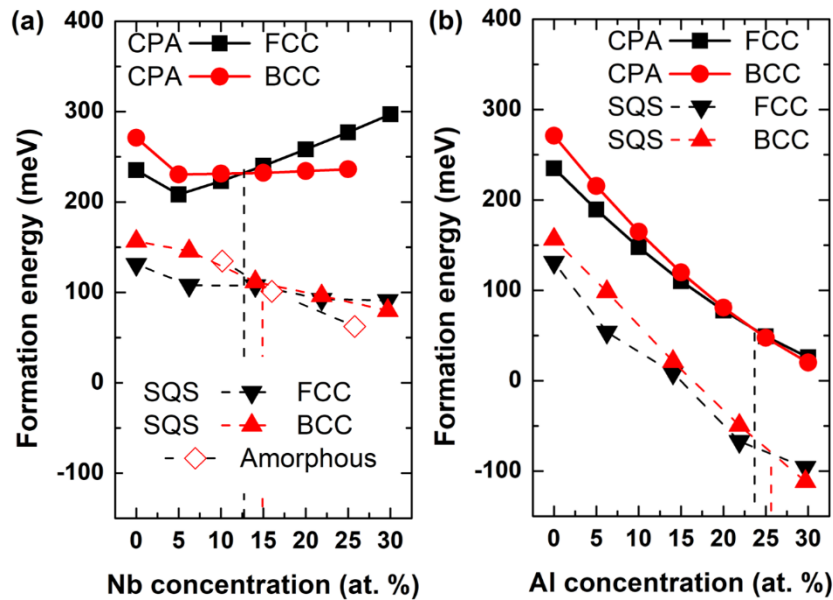 (a)
CPA FCC
CPA BCC
400
300
200
100
0
-100
Formation energy (meV)
SQS FCC
SQS BCC
Amorphous
0 5 10 15 20 25 30
Nb concentration (at. %)
(b)
CPA FCC
CPA BCC
SQS FCC
SQS BCC
400
300
200
100
0
-100
Formation energy (meV)
0 5 10 15 20 25 30
Al concentration (at. %)